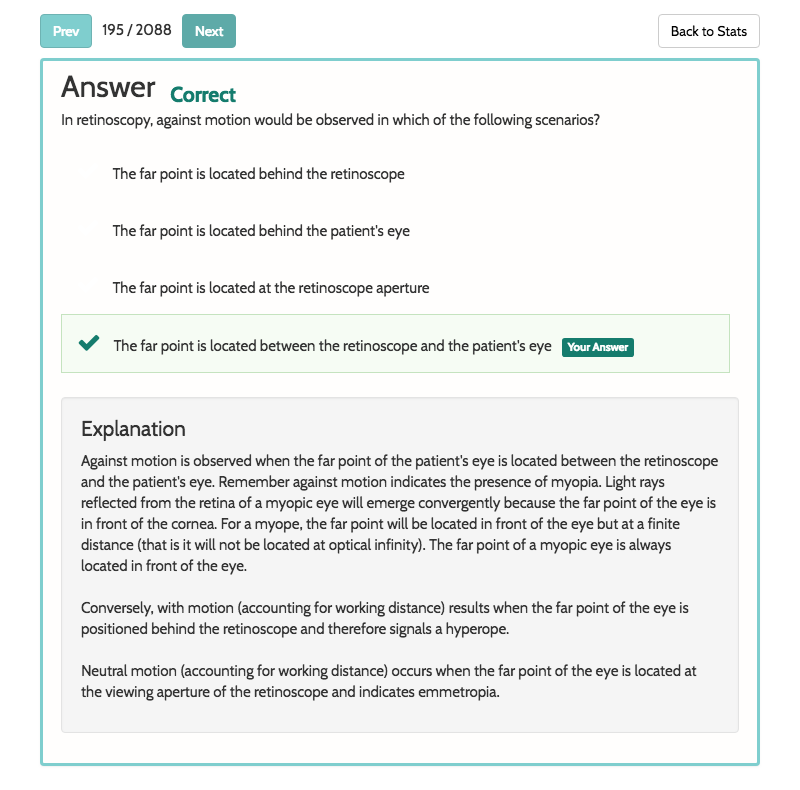 Prev 195 / 2088 Next Back to Stats
Answer Correct
In retinoscopy, against motion would be observed in which of the following scenarios?
The far point is located behind the retinoscope
The far point is located behind the patient's eye
The far point is located at the retinoscope aperture
The far point is located between the retinoscope and the patient's eye Your Answer
Explanation
Against motion is observed when the far point of the patient's eye is located between the retinoscope
and the patient's eye. Remember against motion indicates the presence of myopia. Light rays
reflected from the retina of a myopic eye will emerge convergently because the far point of the eye is
in front of the cornea. For a myope, the far point will be located in front of the eye but at a finite
distance (that is it will not be located at optical infinity). The far point of a myopic eye is always
located in front of the eye.
Conversely, with motion (accounting for working distance) results when the far point of the eye is
positioned behind the retinoscope and therefore signals a hyperope.
Neutral motion (accounting for working distance) occurs when the far point of the eye is located at
the viewing aperture of the retinoscope and indicates emmetropia.